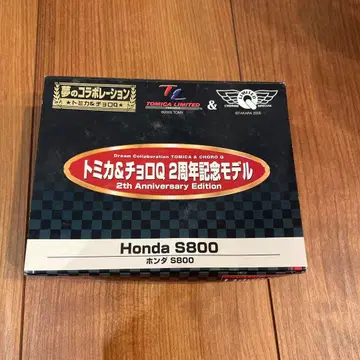 夢のコラボレーション
★トミカ&チョロQ★
TC
TOMICA LIMITED
&
Dream Collaboration TOMICA & CHORO Q
トミカ&チョロQ 2周年記念モデル
2th Anniversary Edition
Honda S800
ホンダ S800